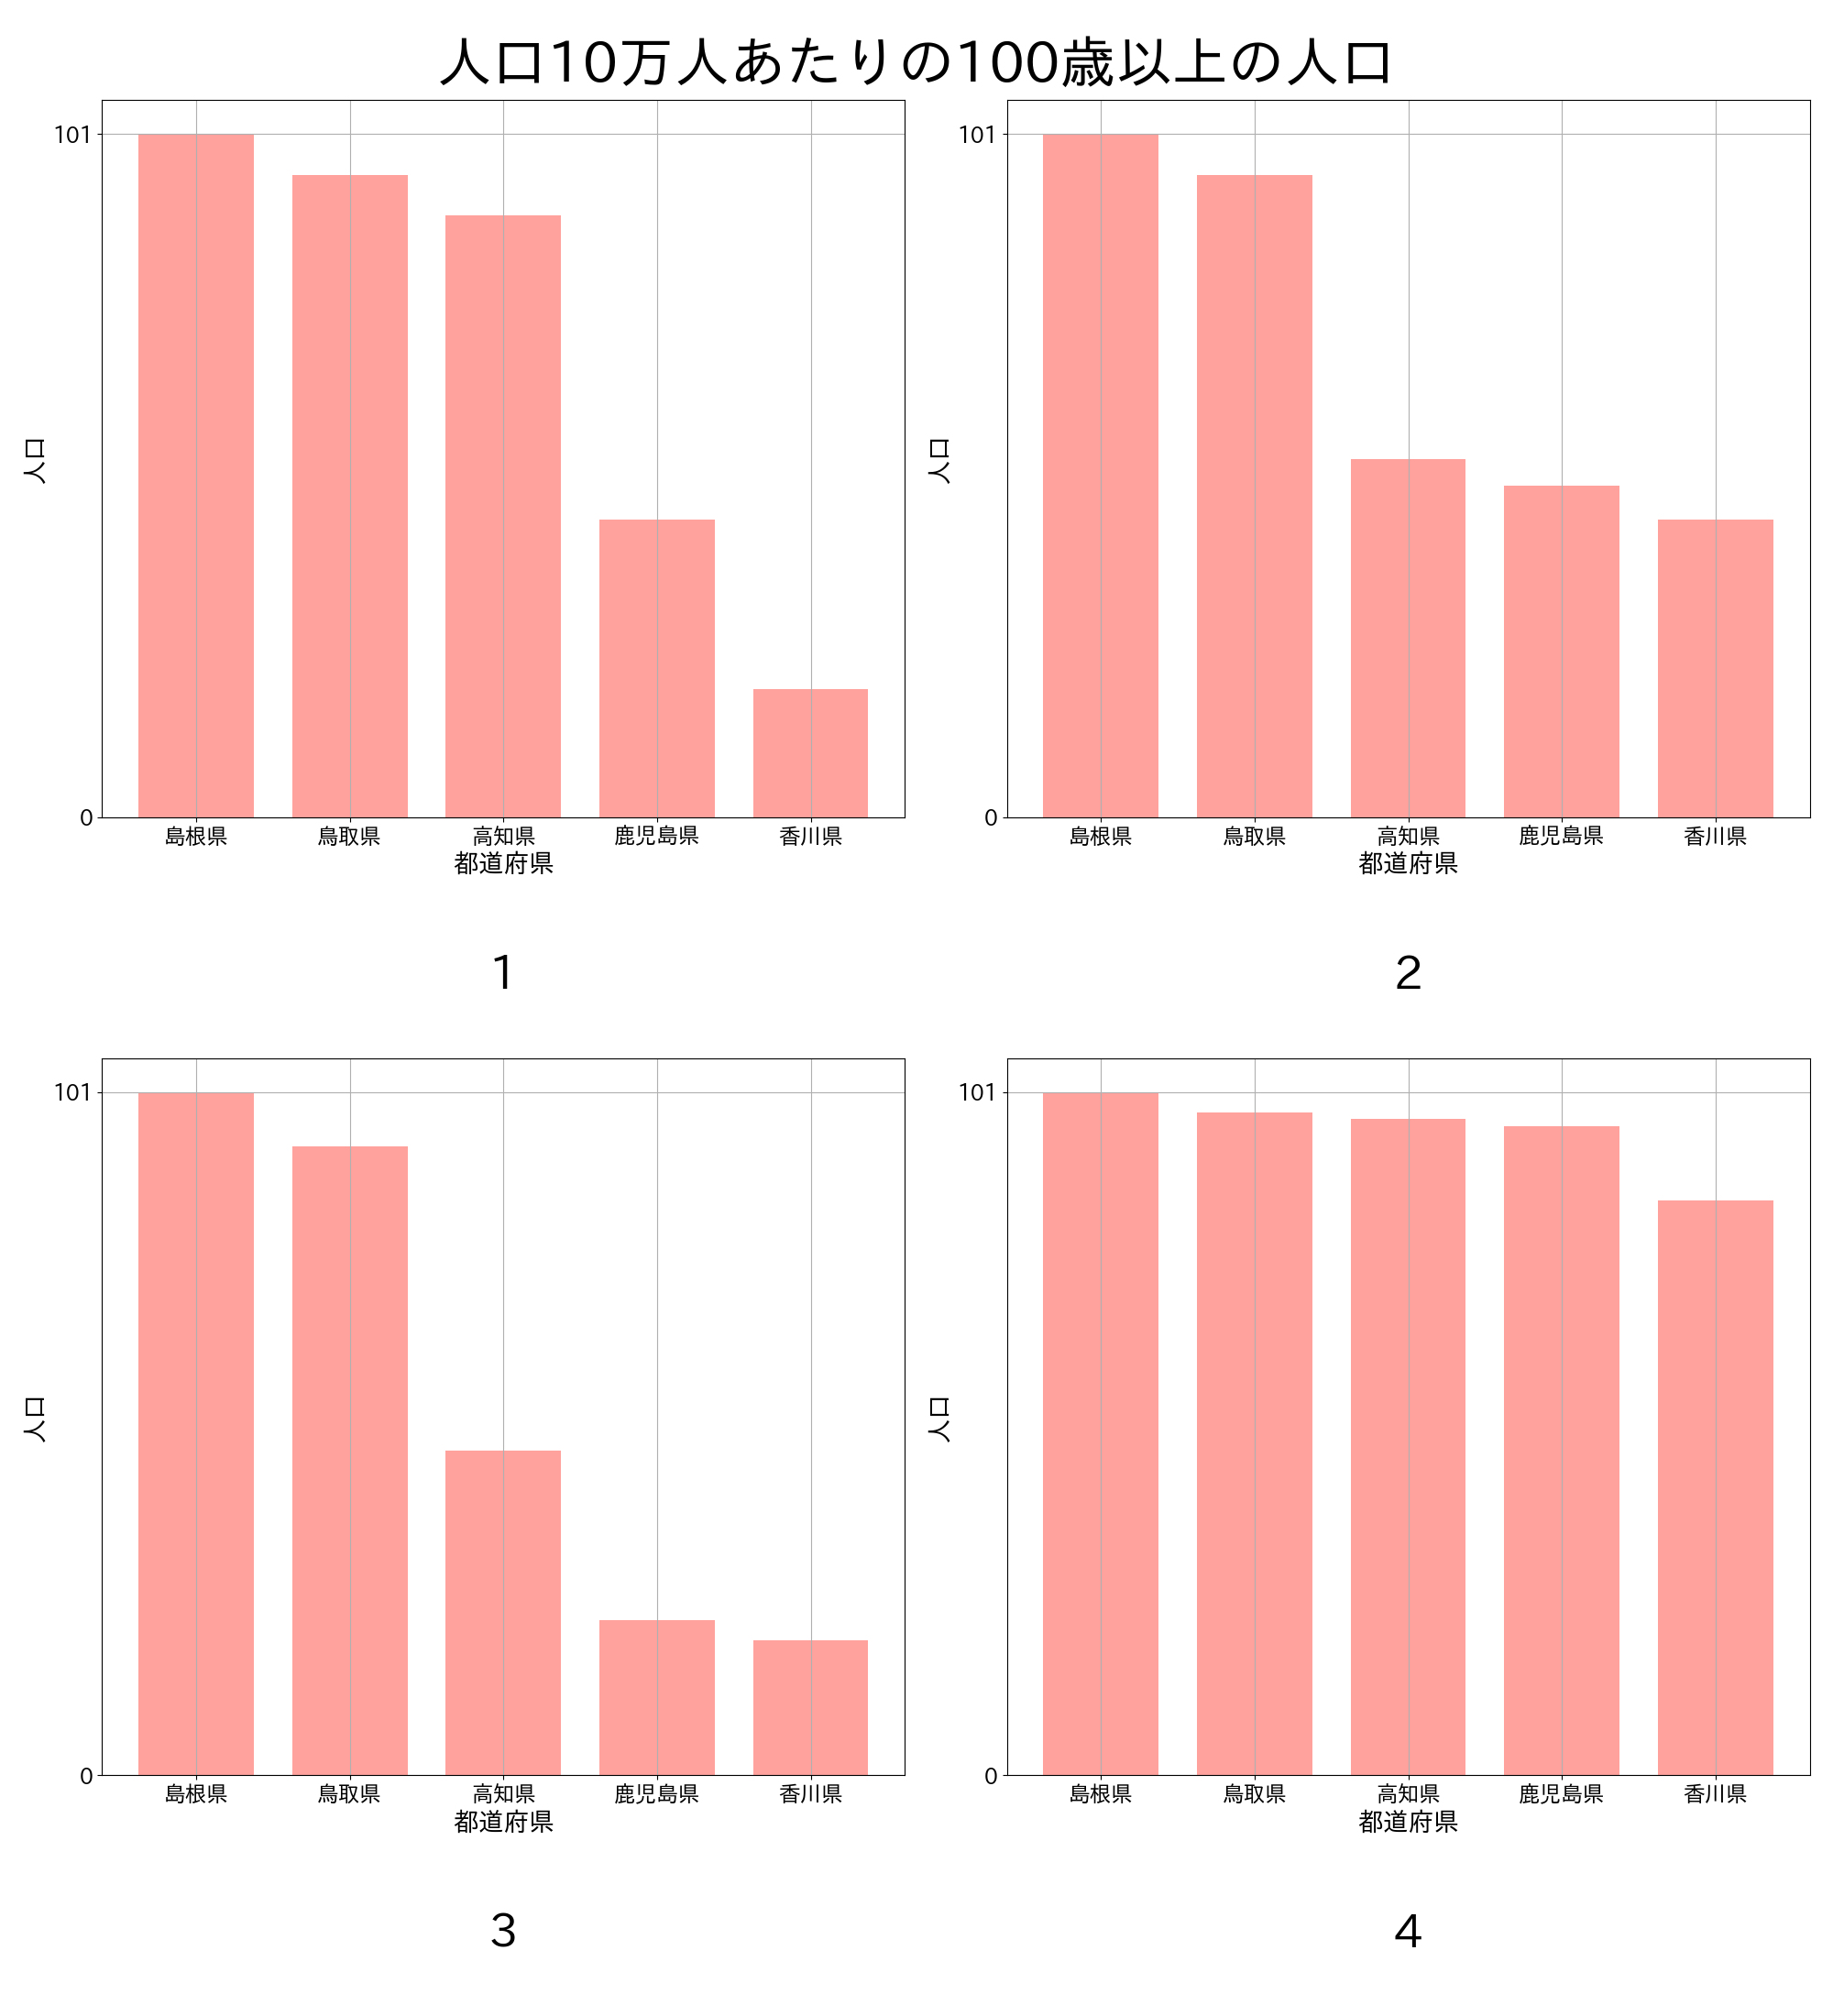 人口10万人あたりの100歳以上の人口
101
0
人口
島根県 鳥取県 高知県 鹿児島県 香川県
都道府県
1
101
0
人口
島根県 鳥取県 高知県 鹿児島県 香川県
都道府県
2
101
0
人口
島根県 鳥取県 高知県 鹿児島県 香川県
都道府県
3
101
0
人口
島根県 鳥取県 高知県 鹿児島県 香川県
都道府県
4